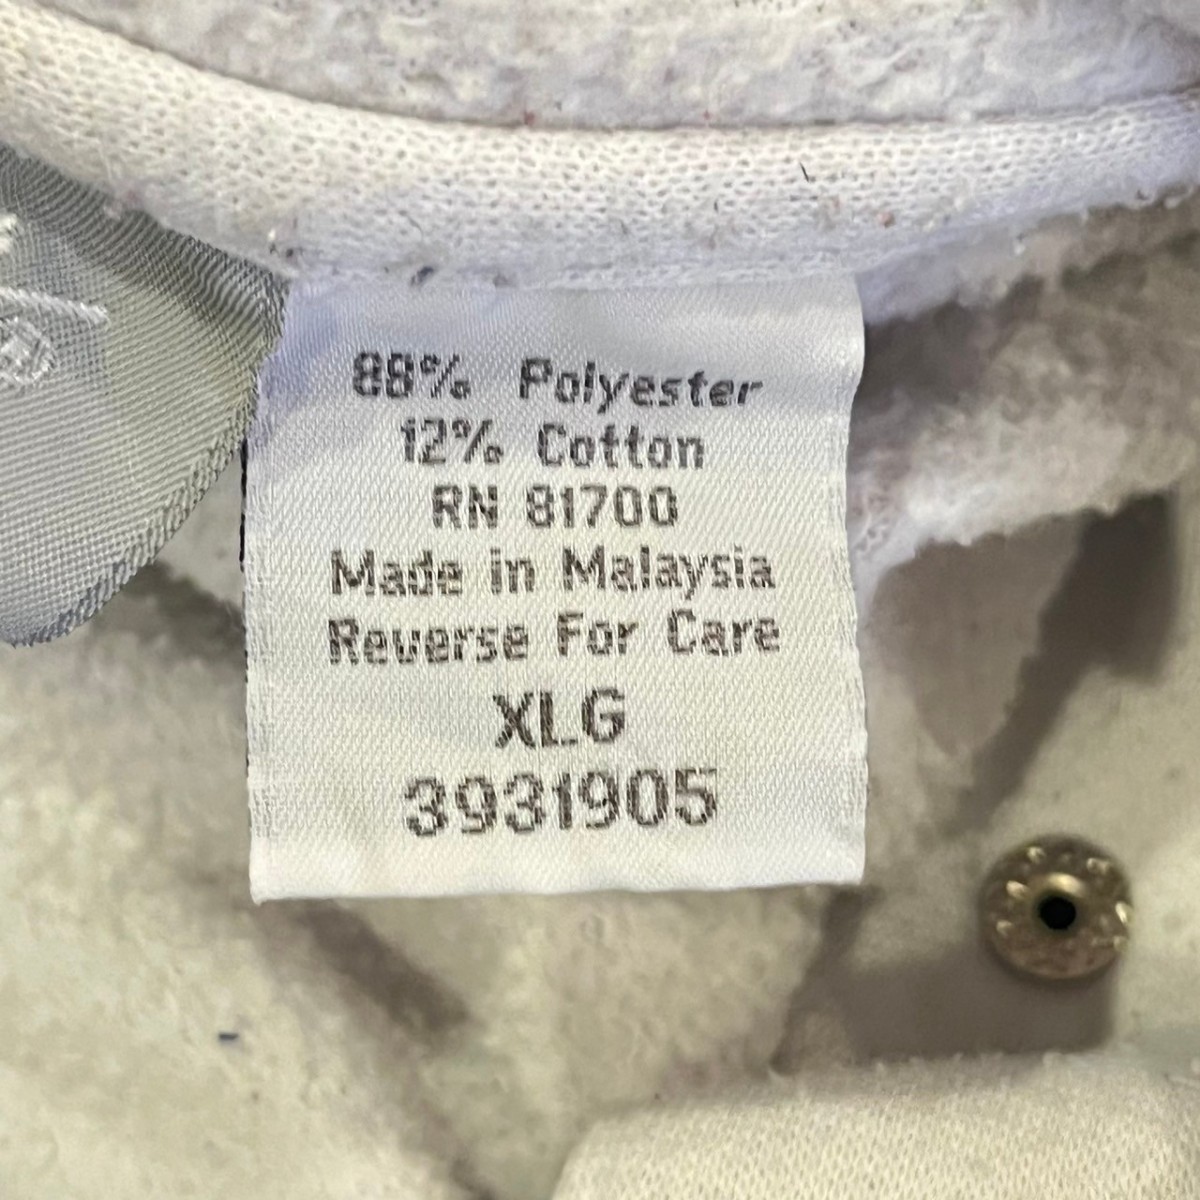 88% Polyester
12% Cotton
RN 81700
Made in Malaysia
Reverse For Care
XLG
3931905